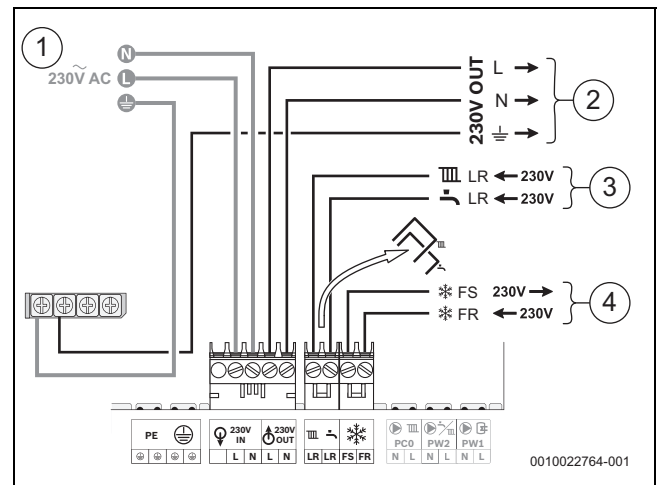 1
N
230V AC L
230V OUT
L
N
2
LR 230V
LR 230V
3
FS 230V
FR 230V
4
PE
230V IN
L N
230V OUT
L N
LR LR
FS FR
PC0
N L
PW2
N L
PW1
N L
0010022764-001